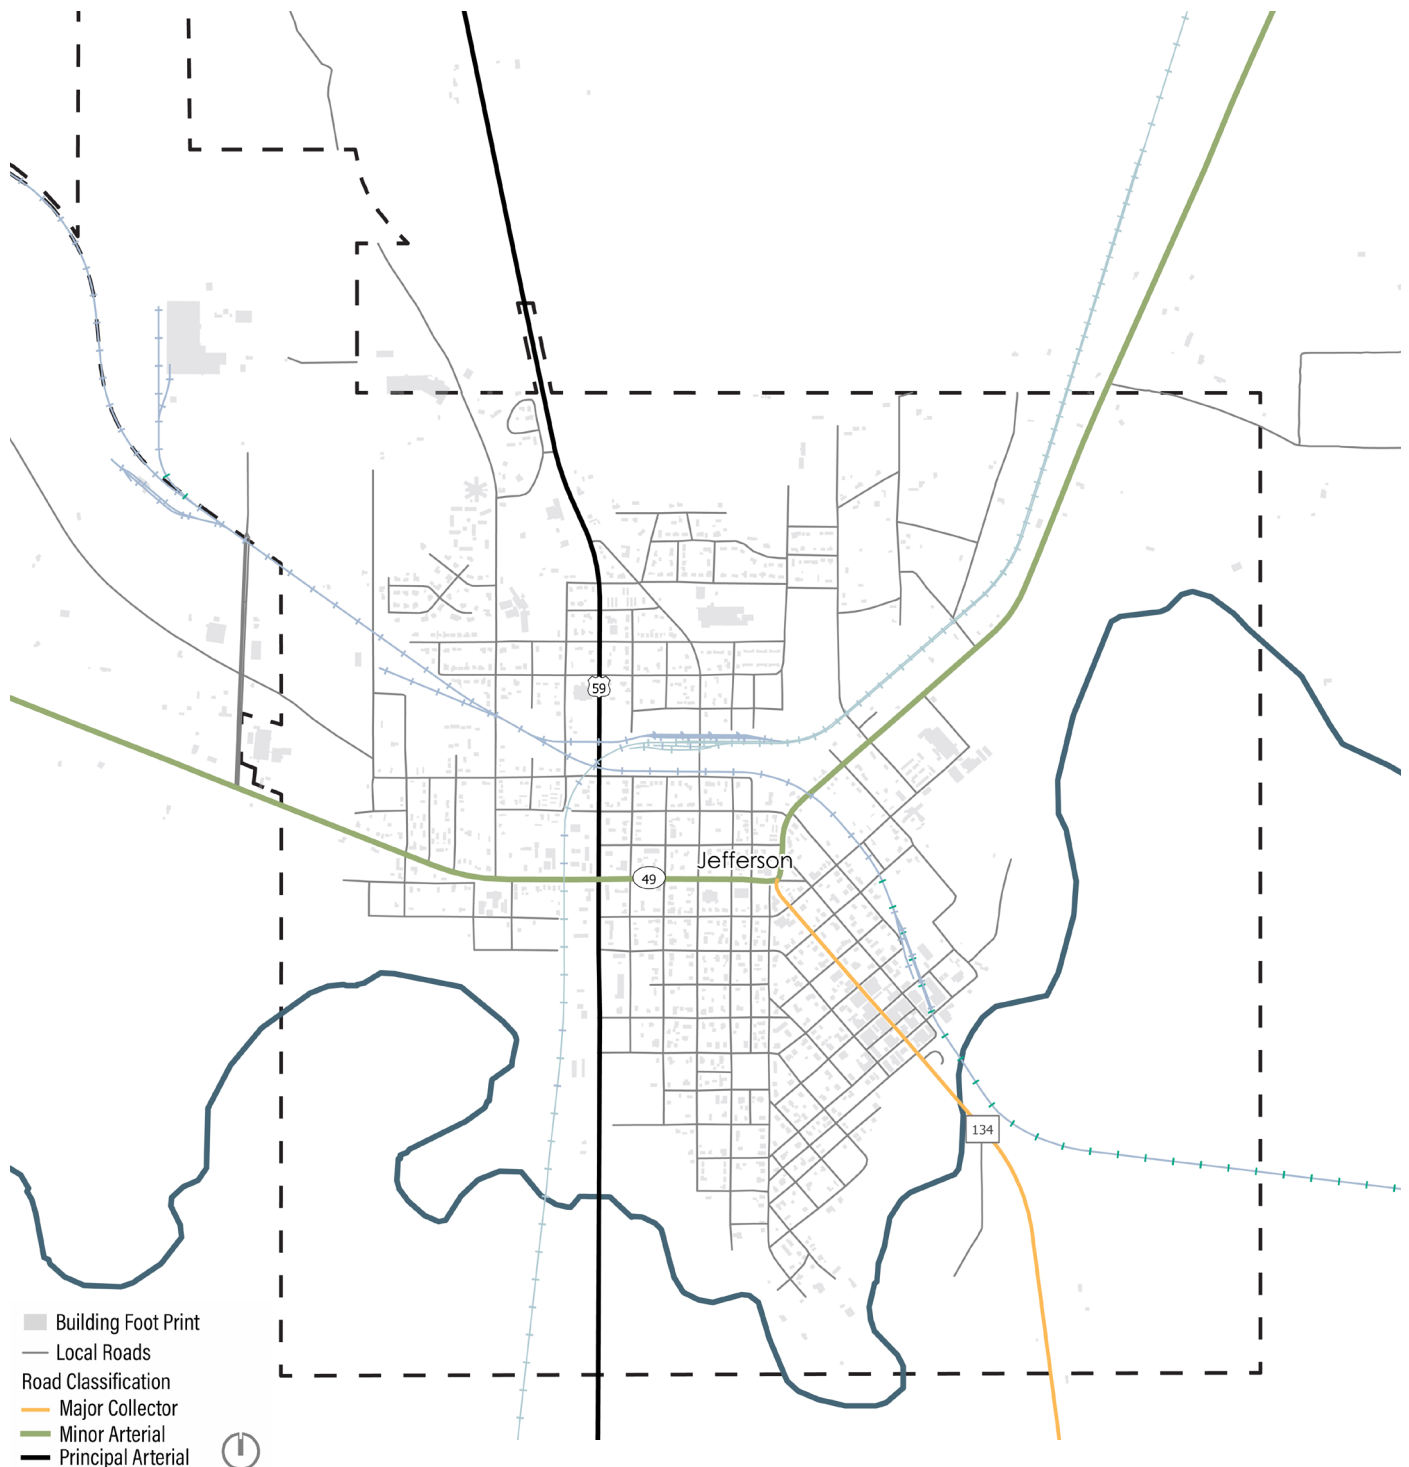 59
Jefferson
49
134
Building Foot Print
Local Roads
Road Classification
Major Collector
Minor Arterial
Principal Arterial